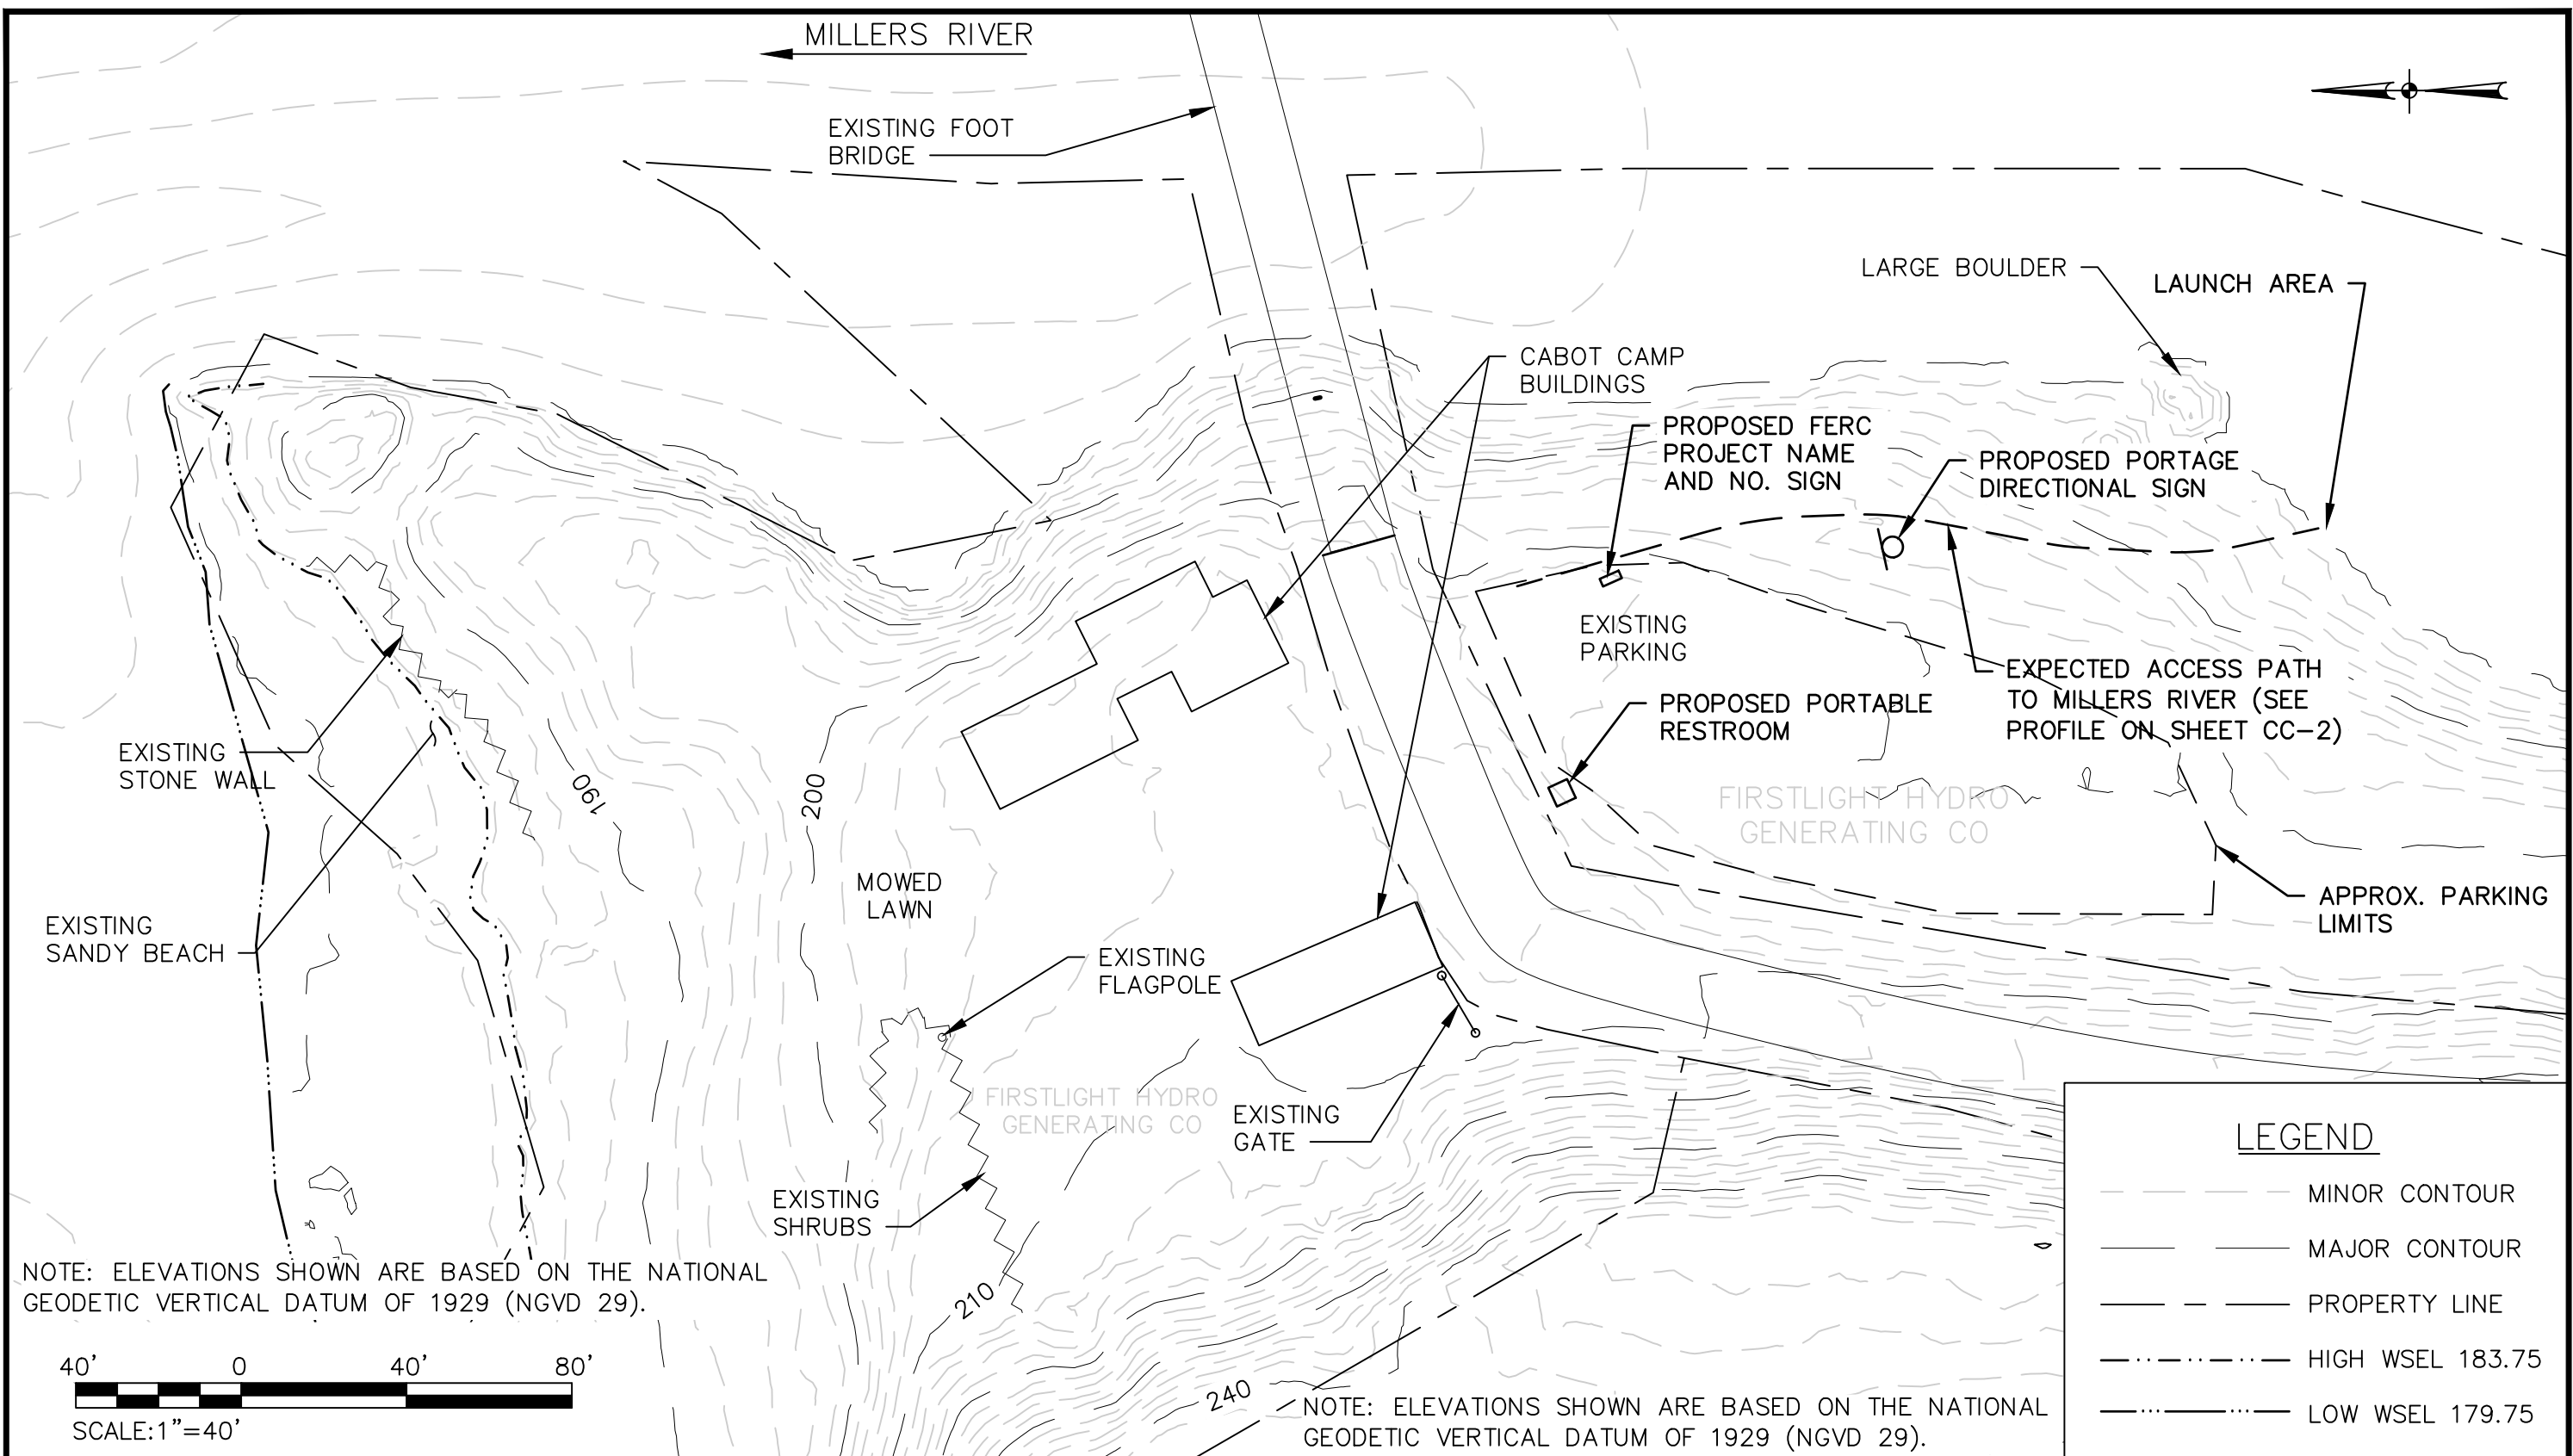 MILLERS RIVER
EXISTING FOOT
BRIDGE
LARGE BOULDER
LAUNCH AREA
CABOT CAMP
BUILDINGS
PROPOSED FERC
PROJECT NAME
AND NO. SIGN
PROPOSED PORTAGE
DIRECTIONAL SIGN
EXISTING
PARKING
EXPECTED ACCESS PATH
TO MILLERS RIVER (SEE
PROFILE ON SHEET CC-2)
PROPOSED PORTABLE
RESTROOM
EXISTING
STONE WALL
190
200
FIRSTLIGHT HYDRO
GENERATING CO
MOWED
LAWN
APPROX. PARKING
LIMITS
EXISTING
SANDY BEACH
EXISTING
FLAGPOLE
FIRSTLIGHT HYDRO
GENERATING CO
EXISTING
GATE
EXISTING
SHRUBS
210
240
NOTE: ELEVATIONS SHOWN ARE BASED ON THE NATIONAL
GEODETIC VERTICAL DATUM OF 1929 (NGVD 29).
40' 0 40' 80'
SCALE:1"=40'
NOTE: ELEVATIONS SHOWN ARE BASED ON THE NATIONAL
GEODETIC VERTICAL DATUM OF 1929 (NGVD 29).
LEGEND
MINOR CONTOUR
MAJOR CONTOUR
PROPERTY LINE
HIGH WSEL 183.75
LOW WSEL 179.75